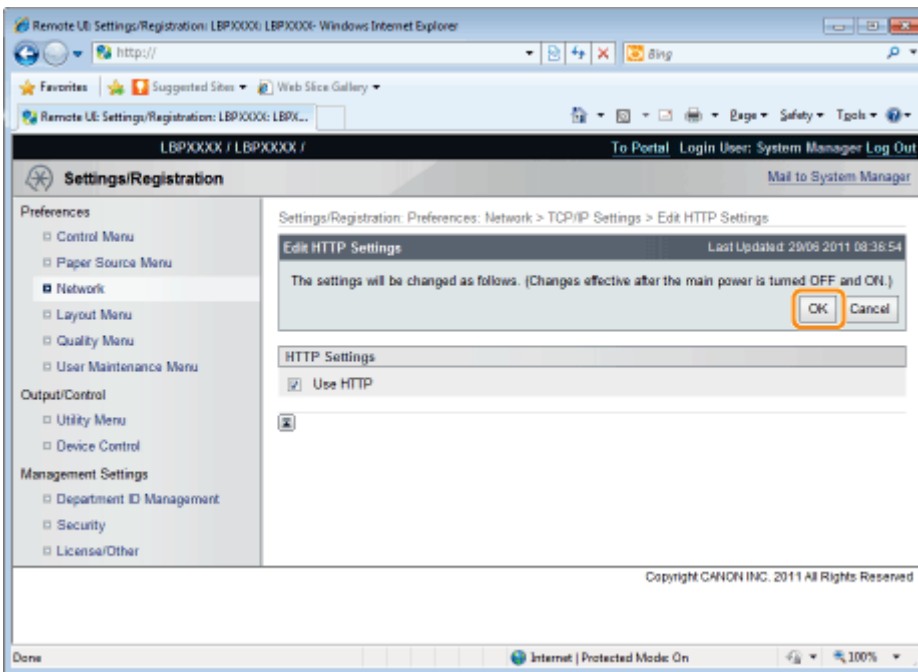 Remote UI: Settings/Registration: LBPXXXX: LBPXXXX- Windows Internet Explorer
http:// Bing
Favorites Suggested Sites Web Slice Gallery
Remote UI: Settings/Registration: LBPXXXX: LBPX... Page Safety Tools
LBPXXXX / LBPXXXX / To Portal Login User: System Manager Log Out
Settings/Registration Mail to System Manager
Preferences
Control Menu
Paper Source Menu
Network
Layout Menu
Quality Menu
User Maintenance Menu
Output/Control
Utility Menu
Device Control
Management Settings
Department ID Management
Security
License/Other
Settings/Registration: Preferences: Network > TCP/IP Settings > Edit HTTP Settings
Edit HTTP Settings Last Updated: 29/06 2011 08:36:54
The settings will be changed as follows. (Changes effective after the main power is turned OFF and ON.)
OK Cancel
HTTP Settings
Use HTTP
Copyright CANON INC. 2011 All Rights Reserved
Done Internet | Protected Mode: On 100%